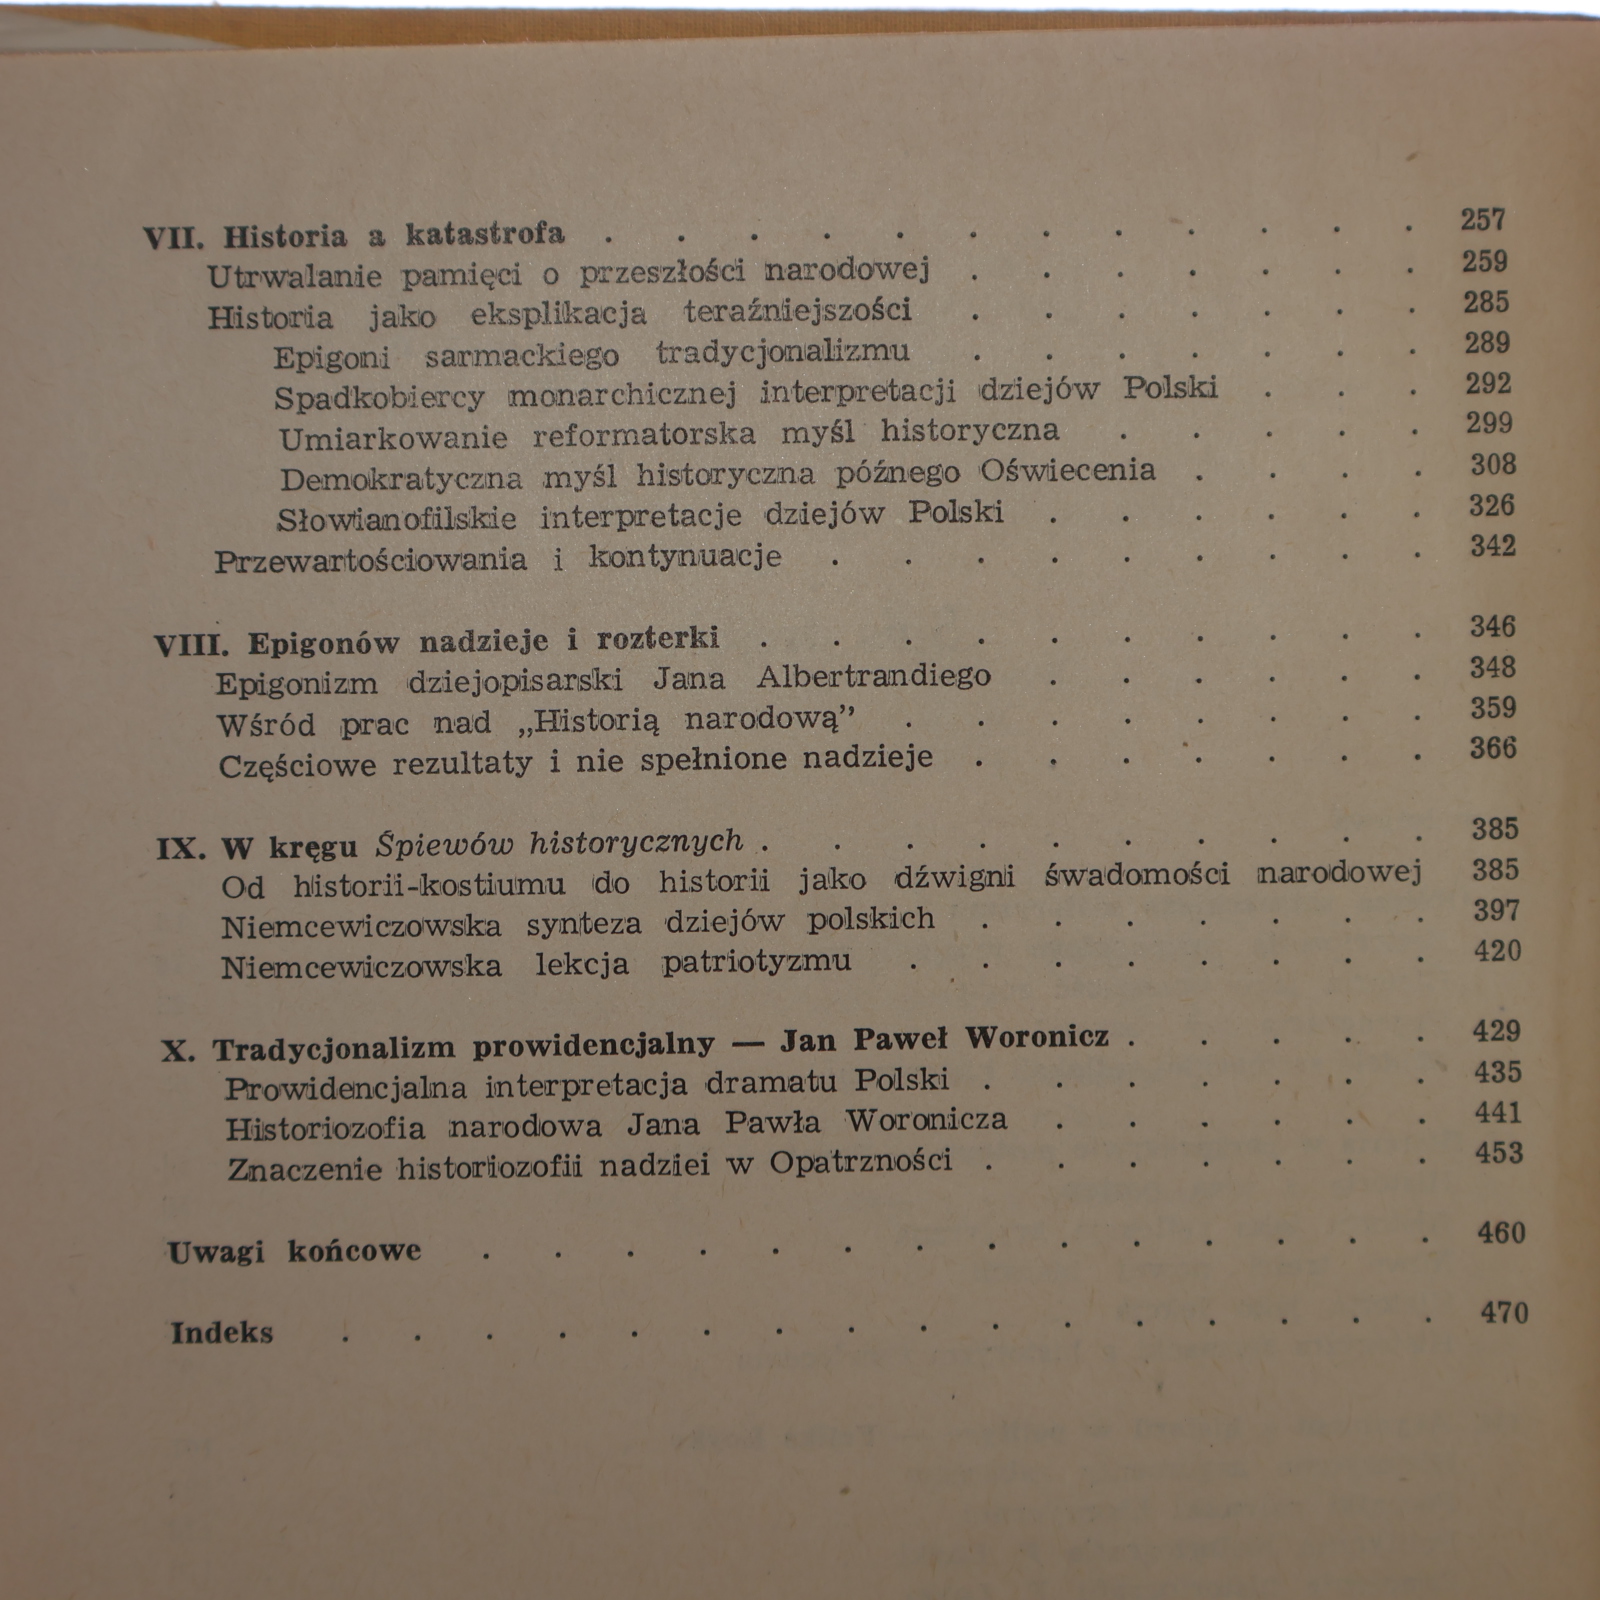 VII. Historia a katastrofa . . . . . . . . . . . . 257
Utrwalanie pamięci o przeszłości narodowej . . . . . . . 259
Historia jako eksplikacja teraźniejszości . . . . . . . 285
Epigoni sarmackiego tradycjonalizmu . . . . . . . 289
Spadkobiercy monarchicznej interpretacji dziejów Polski . . . 292
Umiarkowanie reformatorska myśl historyczna . . . . . 299
Demokratyczna myśl historyczna późnego Oświecenia . . . . 308
Słowianofilskie interpretacje dziejów Polski . . . . . . 326
Przewartościowania i kontynuacje . . . . . . . . . 342
VIII. Epigonów nadzieje i rozterki . . . . . . . . . . 346
Epigonizm dziejopisarski Jana Albertrandiego . . . . . . 348
Wśród prac nad „Historią narodową” . . . . . . . . 359
Częściowe rezultaty i nie spełnione nadzieje . . . . . . . 366
IX. W kręgu Śpiewów historycznych . . . . . . . . . . 385
Od historii-kostiumu do historii jako dźwigni śwadomości narodowej 385
Niemcewiczowska synteza dziejów polskich . . . . . . . 397
Niemcewiczowska lekcja patriotyzmu . . . . . . . . 420
X. Tradycjonalizm prowidencjalny — Jan Paweł Woronicz . . . . . 429
Prowidencjalna interpretacja dramatu Polski . . . . . . . 435
Historiozofia narodowa Jana Pawła Woronicza . . . . . . 441
Znaczenie historiozofii nadziei w Opatrzności . . . . . . . 453
Uwagi końcowe . . . . . . . . . . . . . . 460
Indeks . . . . . . . . . . . . . . . . 470